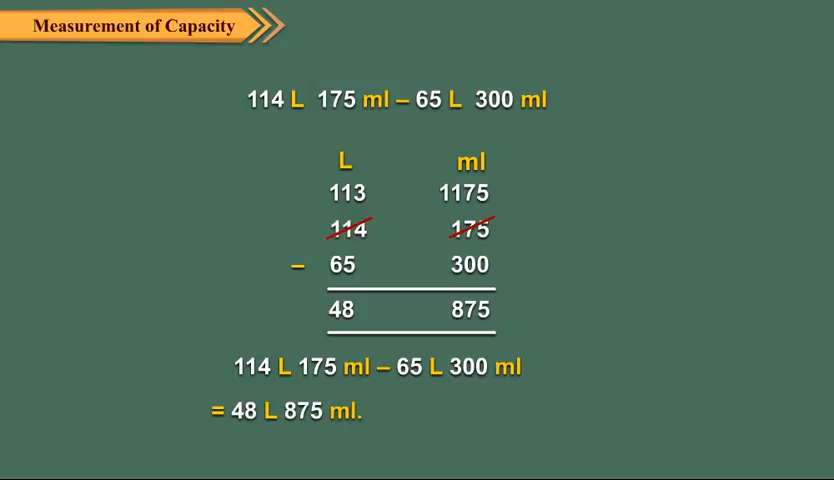 Measurement of Capacity
114 L 175 ml – 65 L 300 ml
L ml
113 1175
114 175
– 65 300
48 875
114 L 175 ml – 65 L 300 ml
= 48 L 875 ml.